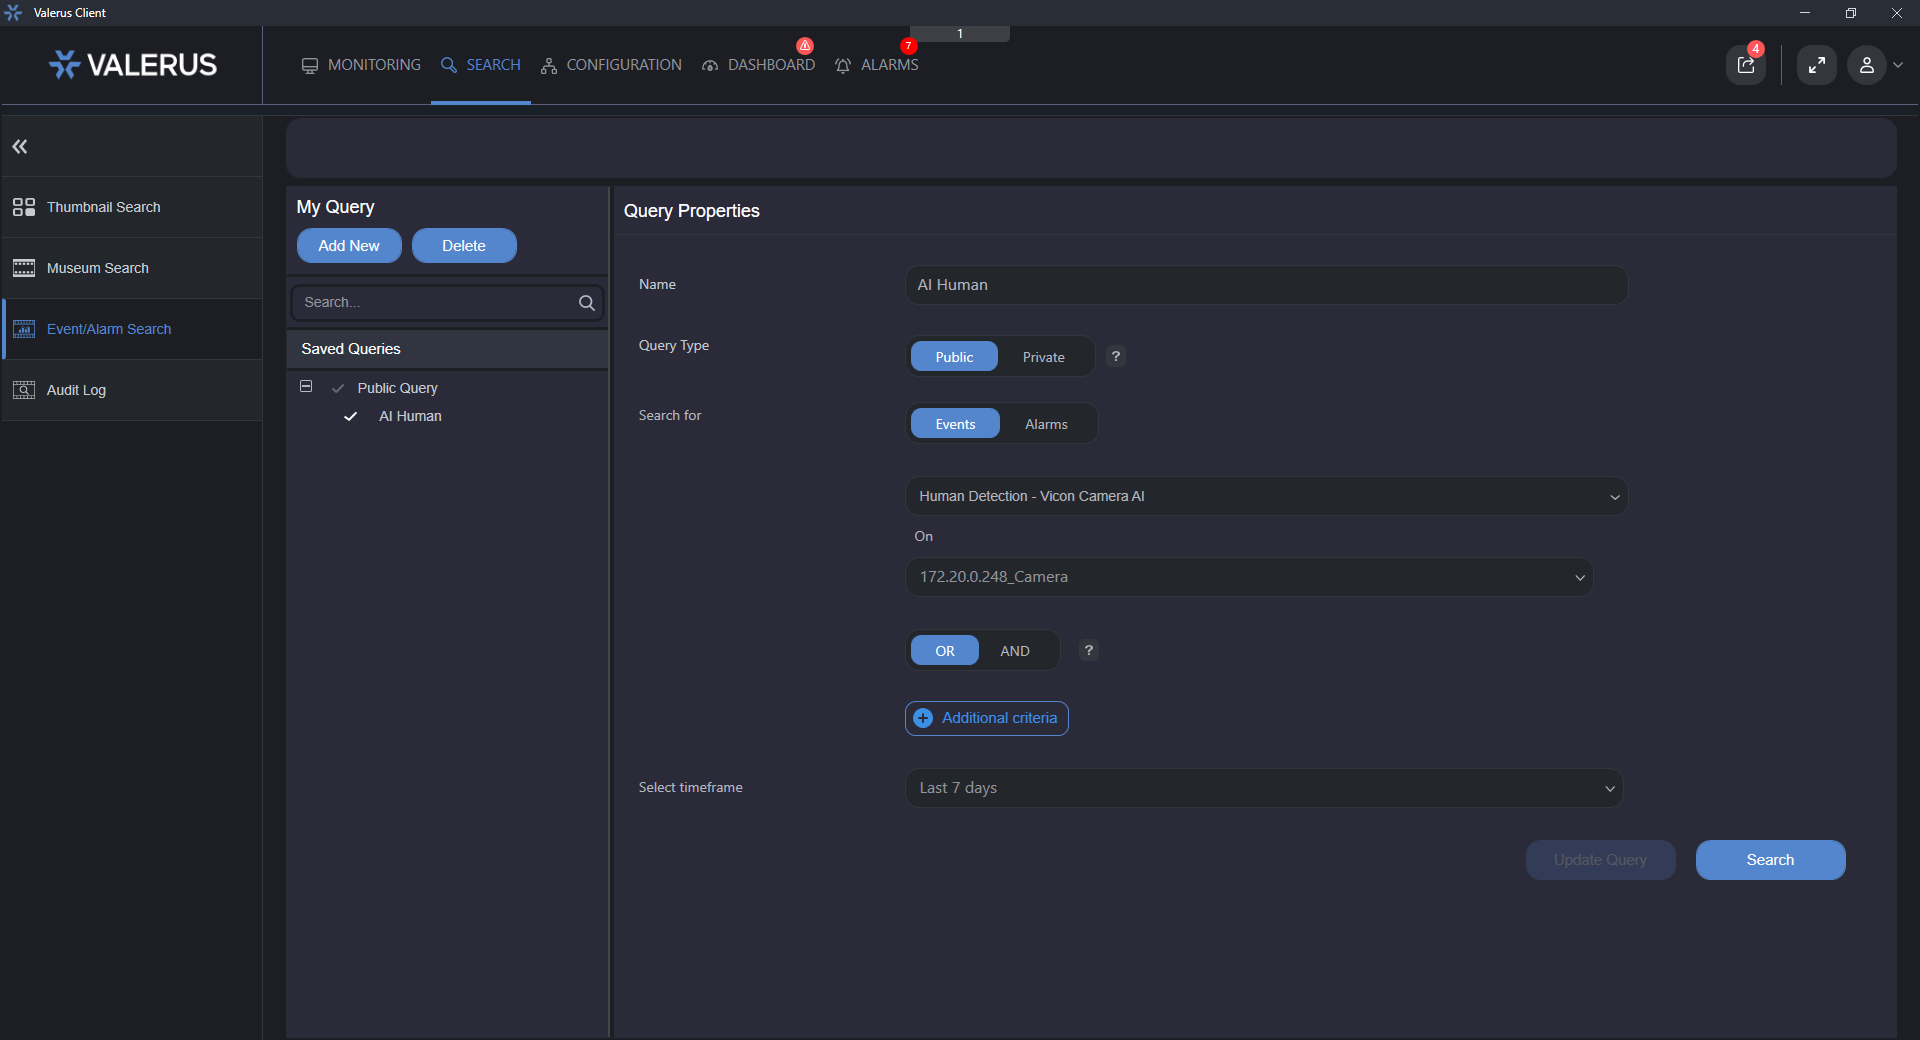 Valerus Client
1
VALERUS
MONITORING
SEARCH
CONFIGURATION
DASHBOARD
7
ALARMS
4
Thumbnail Search
Museum Search
Event/Alarm Search
Audit Log
My Query
Add New
Delete
Search...
Saved Queries
Public Query
AI Human
Query Properties
Name
AI Human
Query Type
Public
Private
?
Search for
Events
Alarms
Human Detection - Vicon Camera AI
On
172.20.0.248_Camera
OR
AND
?
Additional criteria
Select timeframe
Last 7 days
Update Query
Search